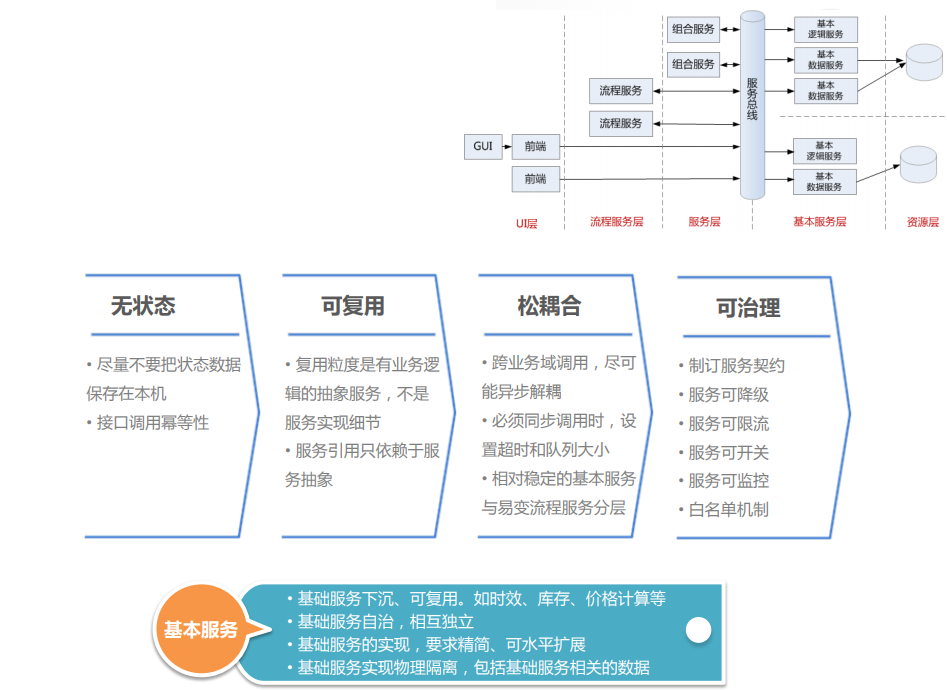 组合服务
组合服务
流程服务
流程服务
GUI
前端
前端
服务总线
基本
逻辑服务
基本
数据服务
基本
数据服务
基本
逻辑服务
基本
数据服务
UI层
流程服务层
服务层
基本服务层
资源层
无状态
• 尽量不要把状态数据
保存在本机
• 接口调用幂等性
可复用
• 复用粒度是有业务逻
辑的抽象服务，不是
服务实现细节
• 服务引用只依赖于服
务抽象
松耦合
• 跨业务域调用，尽可
能异步解耦
• 必须同步调用时，设
置超时和队列大小
• 相对稳定的基本服务
与易变流程服务分层
可治理
• 制订服务契约
• 服务可降级
• 服务可限流
• 服务可开关
• 服务可监控
• 白名单机制
基本服务
• 基础服务下沉、可复用。如时效、库存、价格计算等
• 基础服务自治，相互独立
• 基础服务的实现，要求精简、可水平扩展
• 基础服务实现物理隔离，包括基础服务相关的数据